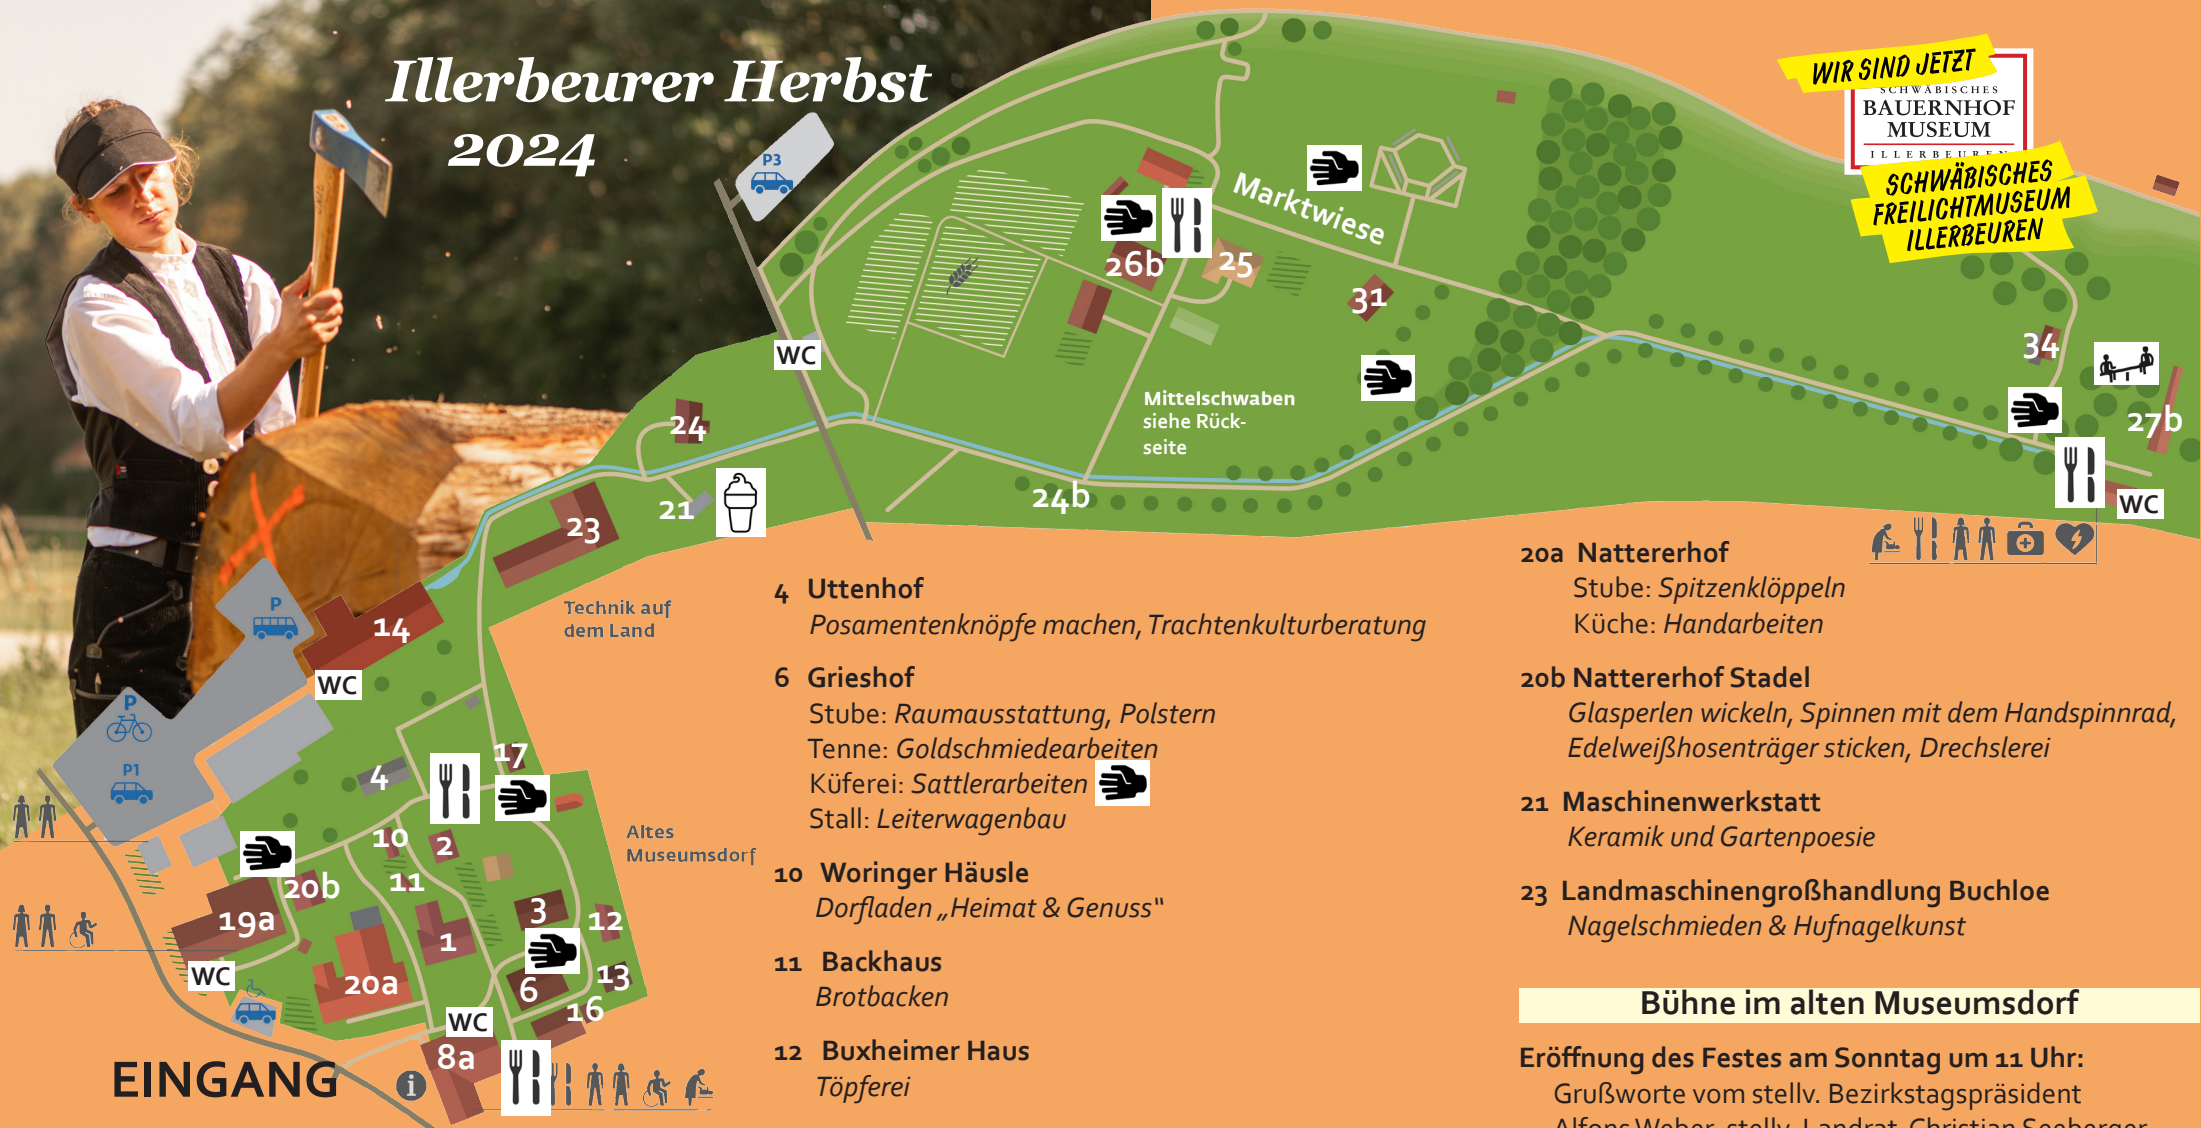 Illerbeurer Herbst
2024
WIR SIND JETZT
SCHWÄBISCHES
BAUERNHOF
MUSEUM
ILLERBEUREN
SCHWÄBISCHES
FREILICHTMUSEUM
ILLERBEUREN
P3
Marktwiese
26b
25
31
34
27b
WC
WC
Mittelschwaben
siehe Rück-
seite
24
21
24b
23
Technik auf
dem Land
P
14
WC
P
P1
4
17
10
2
11
Altes
Museumsdorf
20b
19a
3
12
1
WC
20a
6
13
16
WC
8a
EINGANG
i
4 Uttenhof
Posamentenknöpfe machen, Trachtenkulturberatung
6 Grieshof
Stube: Raumausstattung, Polstern
Tenne: Goldschmiedearbeiten
Küferei: Sattlerarbeiten
Stall: Leiterwagenbau
10 Woringer Häusle
Dorfladen „Heimat & Genuss“
11 Backhaus
Brotbacken
12 Buxheimer Haus
Töpferei
20a Nattererhof
Stube: Spitzenklöppeln
Küche: Handarbeiten
20b Nattererhof Stadel
Glasperlen wickeln, Spinnen mit dem Handspinnrad,
Edelweißhosenträger sticken, Drechslerei
21 Maschinenwerkstatt
Keramik und Gartenpoesie
23 Landmaschinengroßhandlung Buchloe
Nagelschmieden & Hufnagelkunst
Bühne im alten Museumsdorf
Eröffnung des Festes am Sonntag um 11 Uhr:
Grußworte vom stellv. Bezirkstagspräsident
Alfons Weber, stellv. Landrat, Christian Seeberger